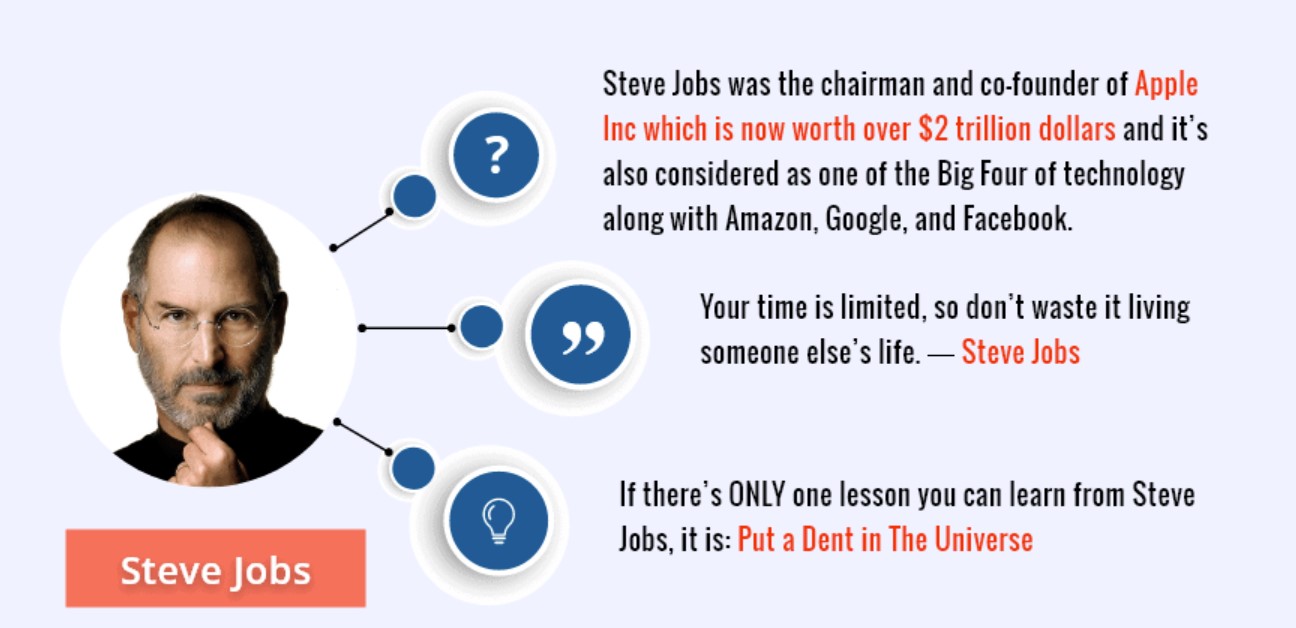 Steve Jobs was the chairman and co-founder of Apple
Inc which is now worth over $2 trillion dollars and it’s
also considered as one of the Big Four of technology
along with Amazon, Google, and Facebook.
?
”
Your time is limited, so don’t waste it living
someone else’s life. — Steve Jobs
If there’s ONLY one lesson you can learn from Steve
Jobs, it is: Put a Dent in The Universe
Steve Jobs